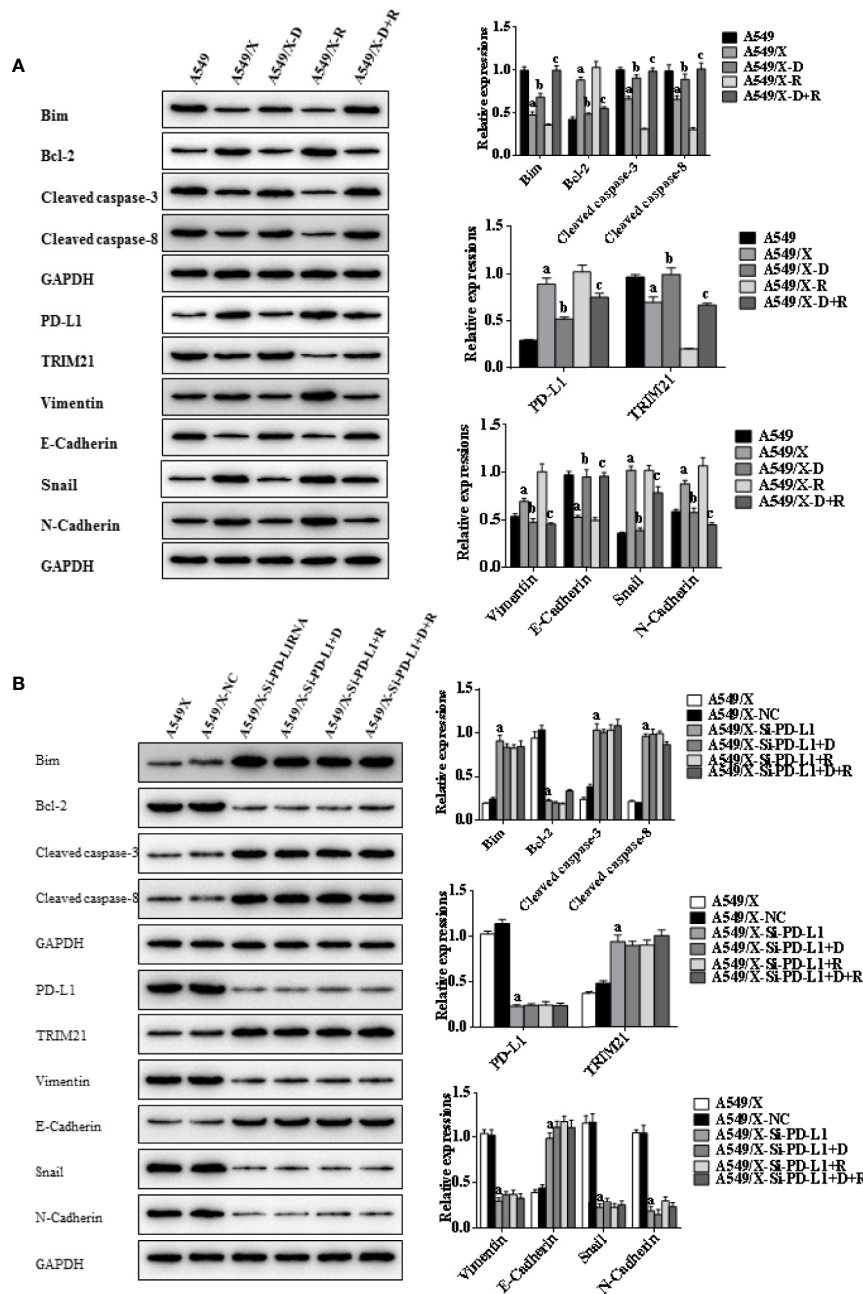 A
A549
A549/X
A549/X-D
A549/X-R
A549/X-D+R
Bim
Bcl-2
Cleaved caspase-3
Cleaved caspase-8
GAPDH
PD-L1
TRIM21
Vimentin
E-Cadherin
Snail
N-Cadherin
GAPDH
Relative expressions
1.5
1.0
0.5
0.0
a b c
a b c
a b c
a b c
Bim
Bcl-2
Cleaved caspase-3
Cleaved caspase-8
A549
A549/X
A549/X-D
A549/X-R
A549/X-D+R
Relative expressions
1.5
1.0
0.5
0.0
a b c
a b c
PD-L1
TRIM21
A549
A549/X
A549/X-D
A549/X-R
A549/X-D+R
Relative expressions
1.5
1.0
0.5
0.0
a b c
a b c
a b c
a b c
Vimentin
E-Cadherin
Snail
N-Cadherin
A549
A549/X
A549/X-D
A549/X-R
A549/X-D+R
B
A549/X
A549/X-NC
A549/X-Si-PD-L1RNA
A549/X-Si-PD-L1+D
A549/X-Si-PD-L1+R
A549/X-Si-PD-L1+D+R
Bim
Bcl-2
Cleaved caspase-3
Cleaved caspase-8
GAPDH
PD-L1
TRIM21
Vimentin
E-Cadherin
Snail
N-Cadherin
GAPDH
Relative expressions
1.5
1.0
0.5
0.0
a
a
a
a
Bim
Bcl-2
Cleaved caspase-3
Cleaved caspase-8
A549/X
A549/X-NC
A549/X-Si-PD-L1
A549/X-Si-PD-L1+D
A549/X-Si-PD-L1+R
A549/X-Si-PD-L1+D+R
Relative expressions
1.5
1.0
0.5
0.0
a
a
PD-L1
TRIM21
A549/X
A549/X-NC
A549/X-Si-PD-L1
A549/X-Si-PD-L1+D
A549/X-Si-PD-L1+R
A549/X-Si-PD-L1+D+R
Relative expressions
1.5
1.0
0.5
0.0
a
a
a
a
Vimentin
E-Cadherin
Snail
N-Cadherin
A549/X
A549/X-NC
A549/X-Si-PD-L1
A549/X-Si-PD-L1+D
A549/X-Si-PD-L1+R
A549/X-Si-PD-L1+D+R